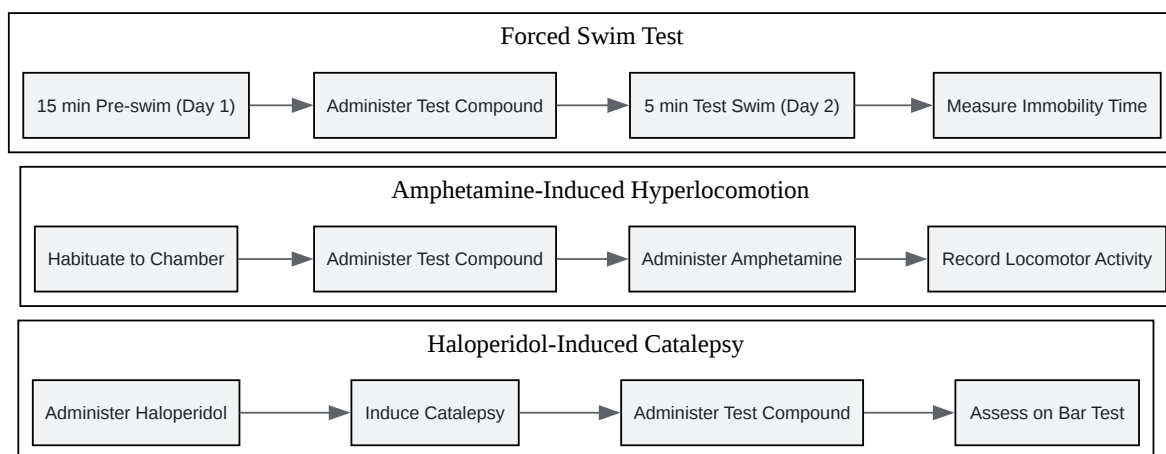 Forced Swim Test
15 min Pre-swim (Day 1)
Administer Test Compound
5 min Test Swim (Day 2)
Measure Immobility Time
Amphetamine-Induced Hyperlocomotion
Habituate to Chamber
Administer Test Compound
Administer Amphetamine
Record Locomotor Activity
Haloperidol-Induced Catalepsy
Administer Haloperidol
Induce Catalepsy
Administer Test Compound
Assess on Bar Test